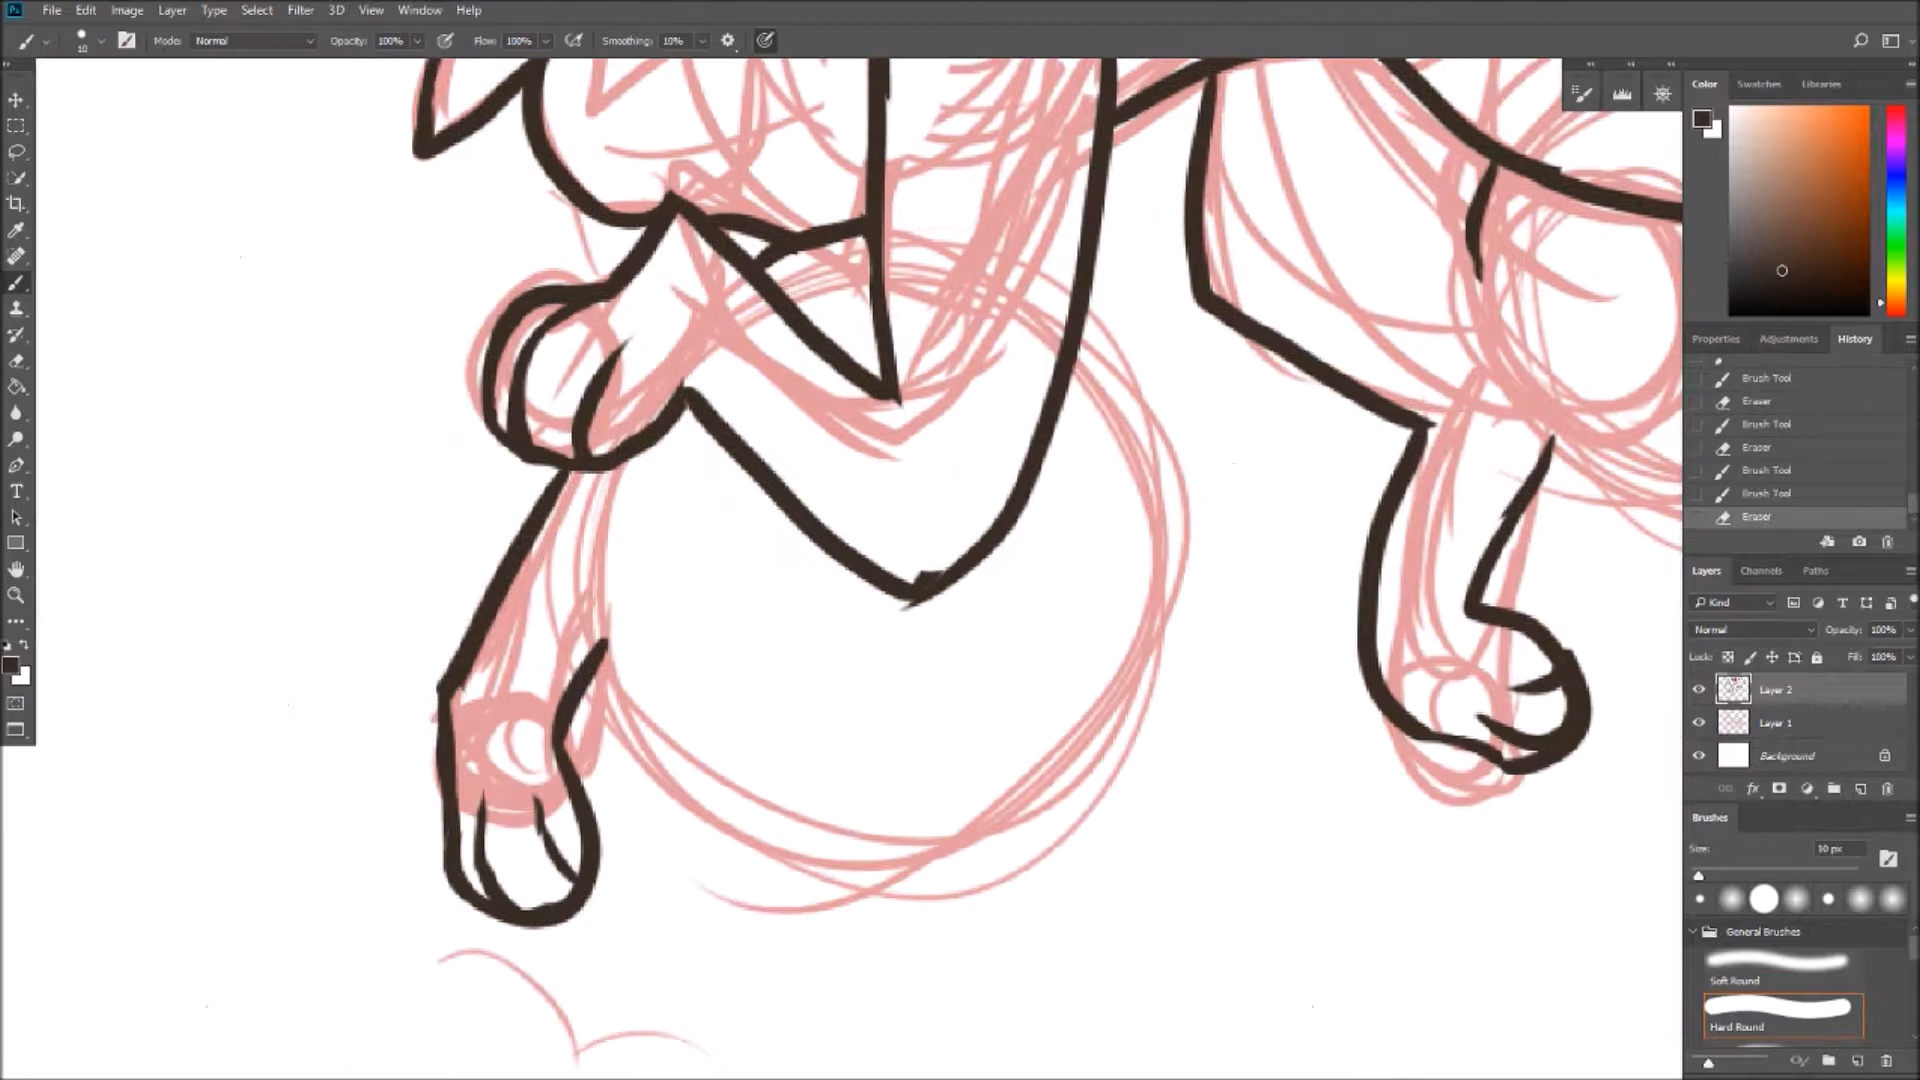 Ps File Edit Image Layer Type Select Filter 3D View Window Help
10 Mode: Normal Opacity: 100% Flow: 100% Smoothing: 10%
Color Swatches Libraries
Properties Adjustments History
Brush Tool
Eraser
Brush Tool
Eraser
Brush Tool
Brush Tool
Eraser
Layers Channels Paths
Kind
Normal Opacity: 100%
Lock: Fill: 100%
Layer 2
Layer 1
Background
fx
Brushes
Size: 10 px
General Brushes
Soft Round
Hard Round